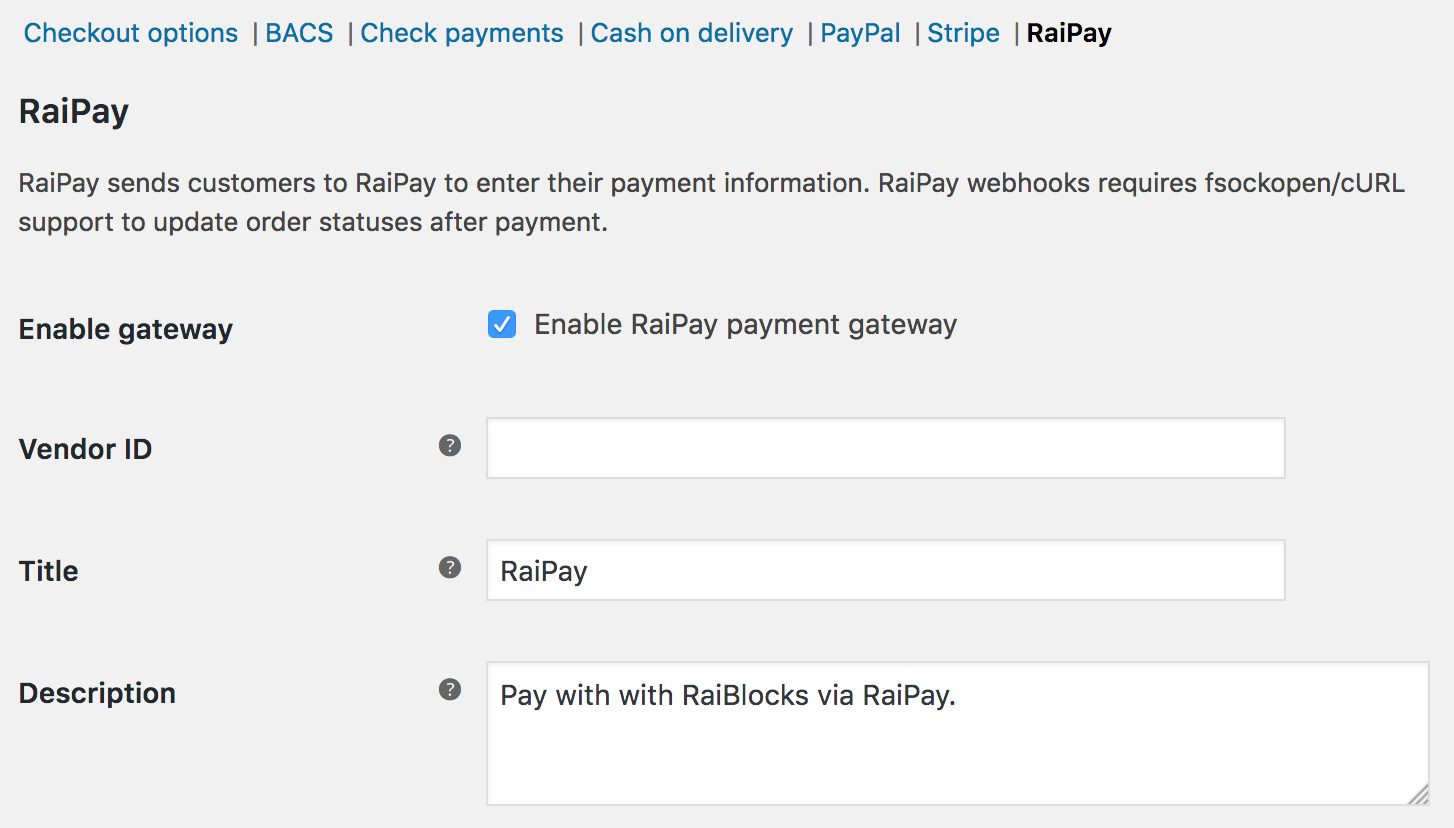 Checkout options | BACS | Check payments | Cash on delivery | PayPal | Stripe | RaiPay
RaiPay
RaiPay sends customers to RaiPay to enter their payment information. RaiPay webhooks requires fsockopen/cURL
support to update order statuses after payment.
Enable gateway Enable RaiPay payment gateway
Vendor ID ?
Title ? RaiPay
Description ? Pay with with RaiBlocks via RaiPay.